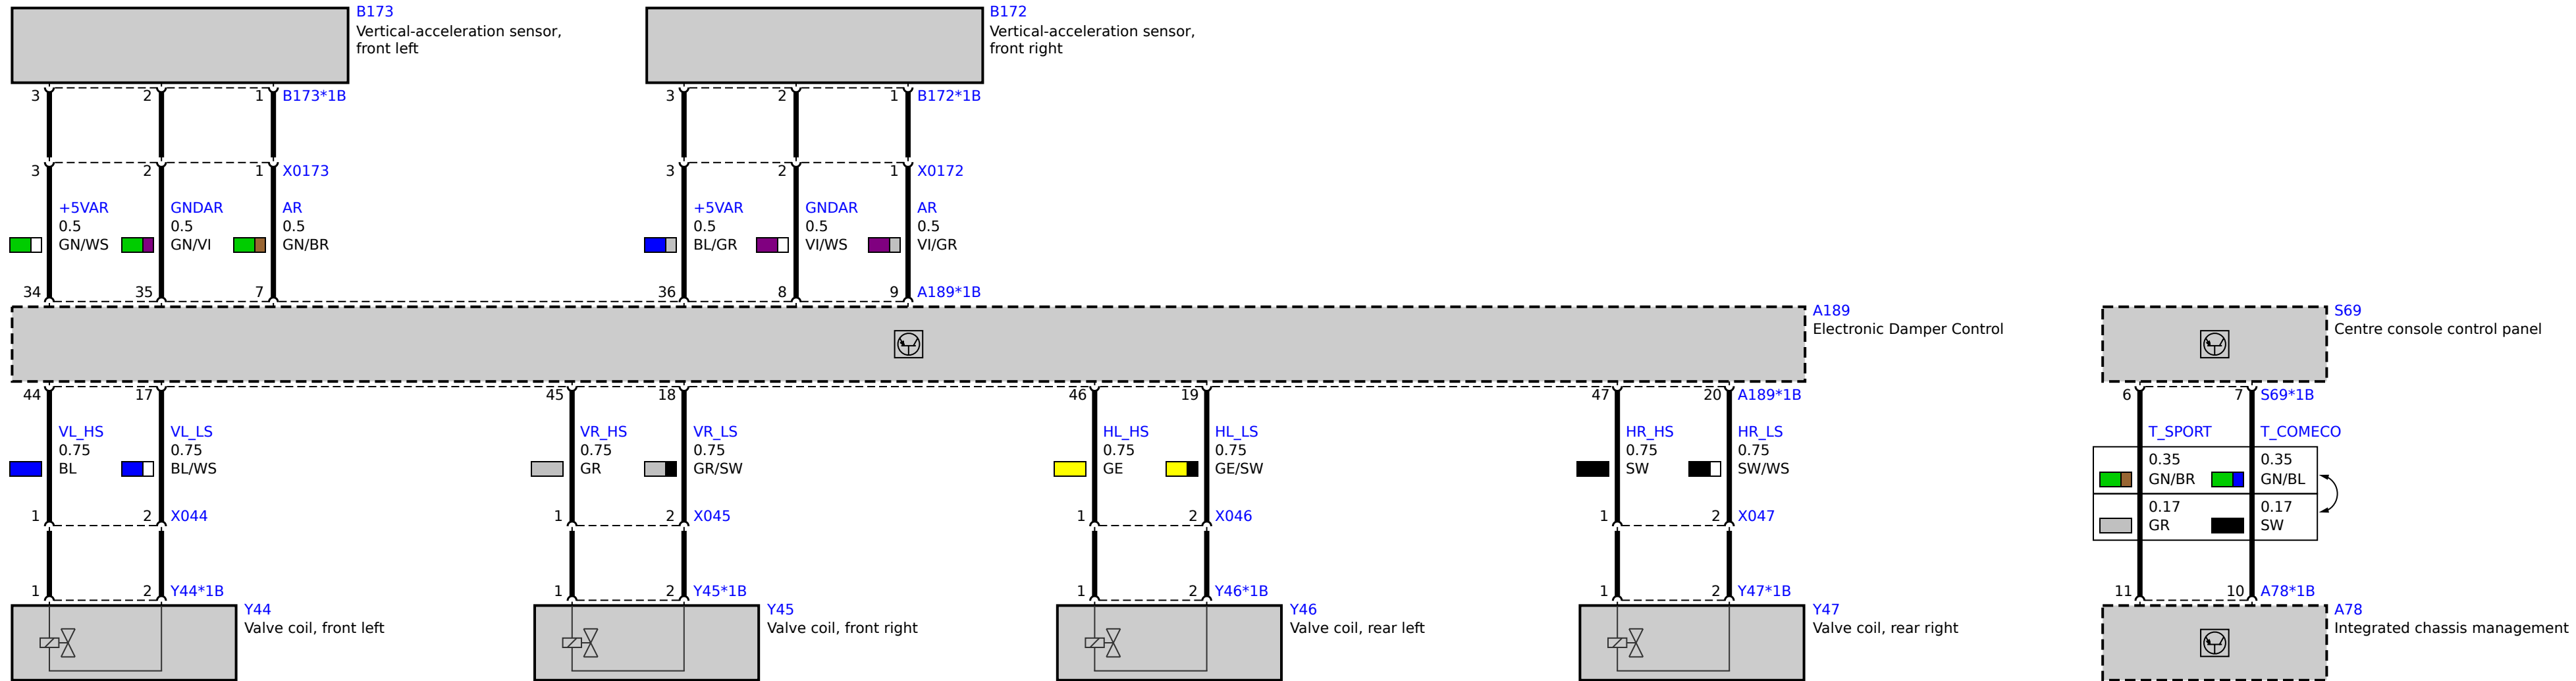 B173
Vertical-acceleration sensor,
front left
B172
Vertical-acceleration sensor,
front right
3 2 1 B173*1B
3 2 1 B172*1B
3 2 1 X0173
3 2 1 X0172
+5VAR GNDAR AR
0.5 0.5 0.5
GN/WS GN/VI GN/BR
+5VAR GNDAR AR
0.5 0.5 0.5
BL/GR VI/WS VI/GR
34 35 7 36 8 9 A189*1B
A189
Electronic Damper Control
S69
Centre console control panel
44 17 45 18 46 19 47 20 A189*1B
6 7 S69*1B
VL_HS VL_LS
0.75 0.75
BL BL/WS
VR_HS VR_LS
0.75 0.75
GR GR/SW
HL_HS HL_LS
0.75 0.75
GE GE/SW
HR_HS HR_LS
0.75 0.75
SW SW/WS
T_SPORT T_COMECO
0.35 0.35
GN/BR GN/BL
0.17 0.17
GR SW
1 2 X044
1 2 X045
1 2 X046
1 2 X047
1 2 Y44*1B
1 2 Y45*1B
1 2 Y46*1B
1 2 Y47*1B
11 10 A78*1B
Y44
Valve coil, front left
Y45
Valve coil, front right
Y46
Valve coil, rear left
Y47
Valve coil, rear right
A78
Integrated chassis management